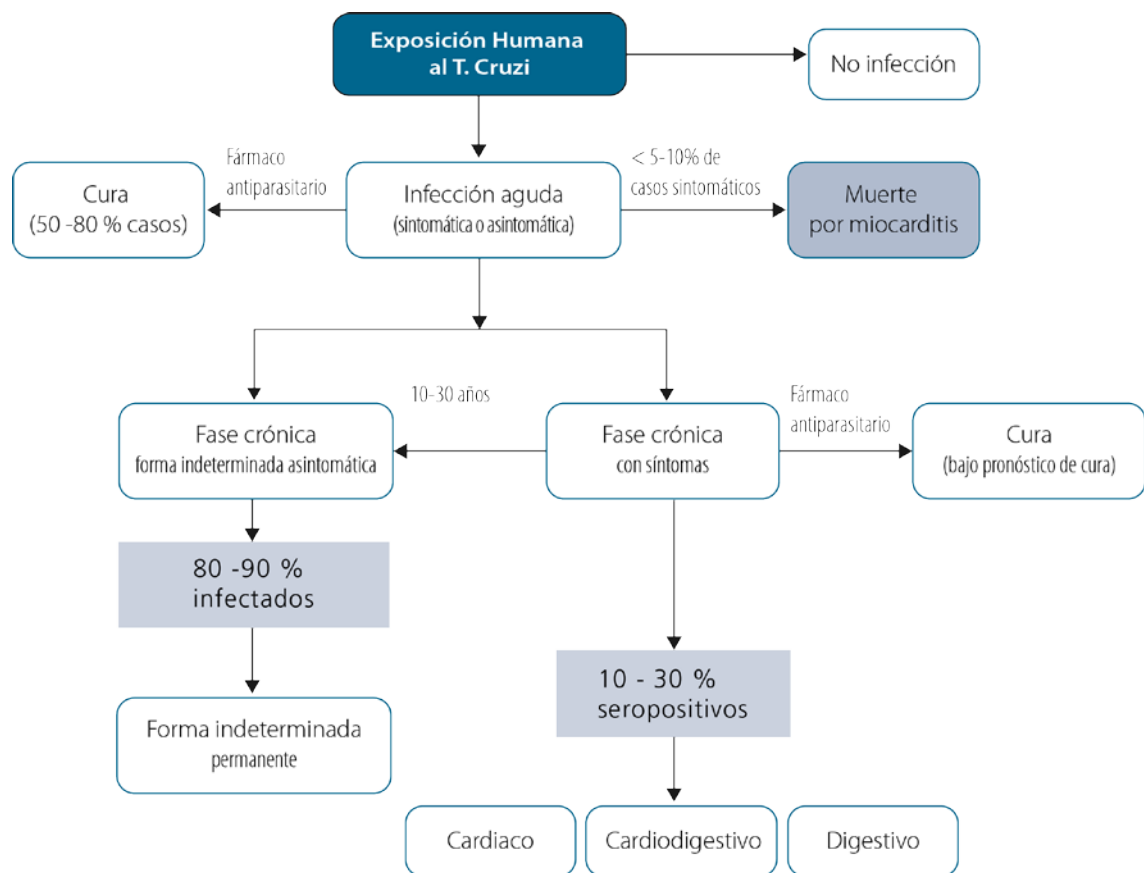 Exposición Humana
al T. Cruzi
No infección
Fármaco
antiparasitario
< 5-10% de
casos sintomáticos
Cura
(50 -80 % casos)
Infección aguda
(sintomática o asintomática)
Muerte
por miocarditis
10-30 años
Fármaco
antiparasitario
Fase crónica
forma indeterminada asintomática
Fase crónica
con síntomas
Cura
(bajo pronóstico de cura)
80 -90 %
infectados
10 - 30 %
seropositivos
Forma indeterminada
permanente
Cardiaco
Cardiodigestivo
Digestivo